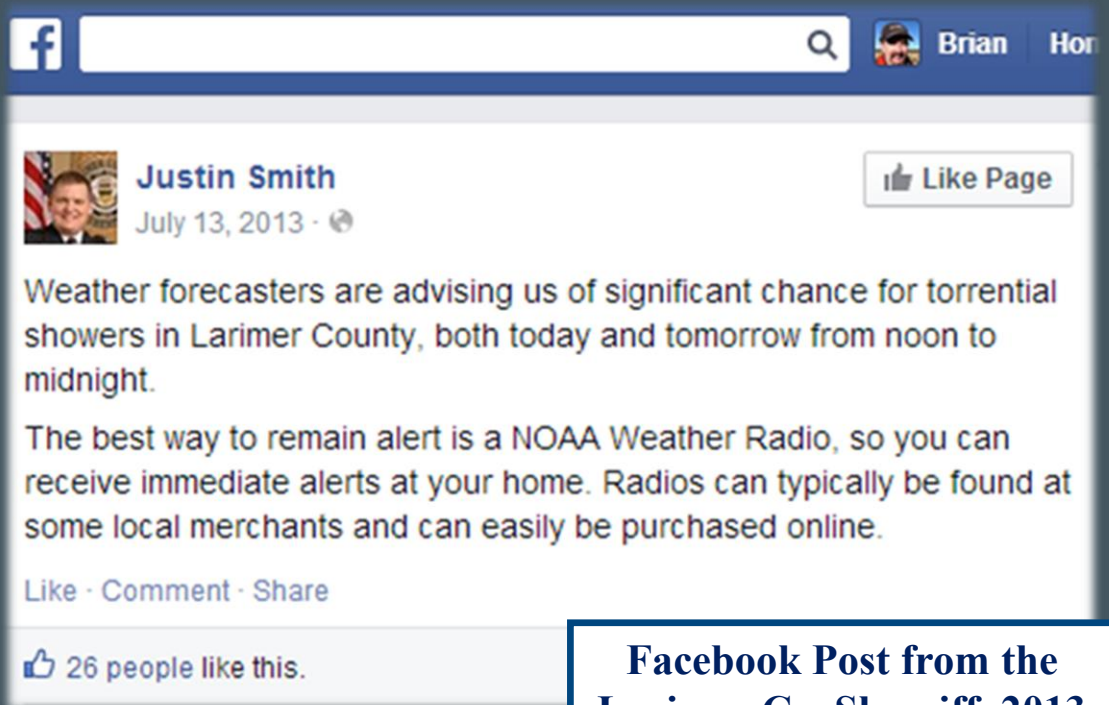 f
Brian Hom
Justin Smith
Like Page
July 13, 2013 ·
Weather forecasters are advising us of significant chance for torrential
showers in Larimer County, both today and tomorrow from noon to
midnight.
The best way to remain alert is a NOAA Weather Radio, so you can
receive immediate alerts at your home. Radios can typically be found at
some local merchants and can easily be purchased online.
Like · Comment · Share
26 people like this.
Facebook Post from the
2013